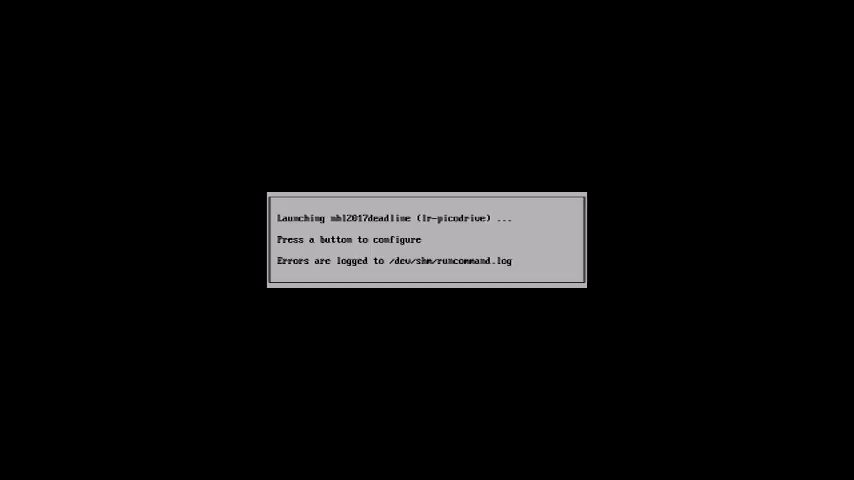 Launching nhl2017deadline (lr-picodrive) ...
Press a button to configure
Errors are logged to /dev/shm/runcommand.log